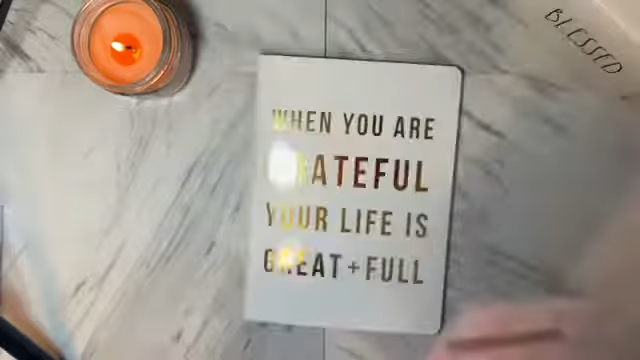 BLESSED
WHEN YOU ARE
GRATEFUL
YOUR LIFE IS
GREAT+FULL